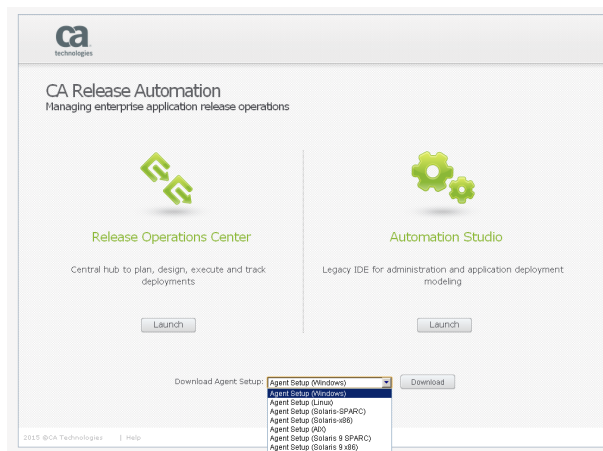 ca
technologies
CA Release Automation
Managing enterprise application release operations
Release Operations Center
Central hub to plan, design, execute and track
deployments
Launch
Automation Studio
Legacy IDE for administration and application deployment
modeling
Launch
Download Agent Setup: Agent Setup (Windows) Download
Agent Setup (Windows)
Agent Setup (Linux)
Agent Setup (Solaris-SPARC)
Agent Setup (Solaris-x86)
Agent Setup (AIX)
Agent Setup (Solaris 9 SPARC)
Agent Setup (Solaris 9 x86)
2015 @CA Technologies | Help